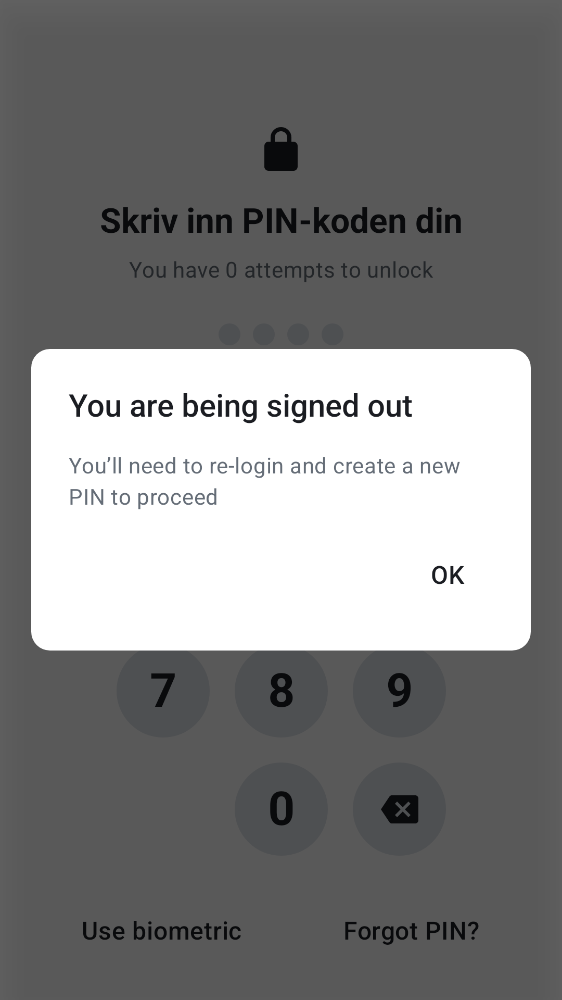 Skriv inn PIN-koden din
You have 0 attempts to unlock
You are being signed out
You’ll need to re-login and create a new
PIN to proceed
OK
7 8 9
0
Use biometric Forgot PIN?